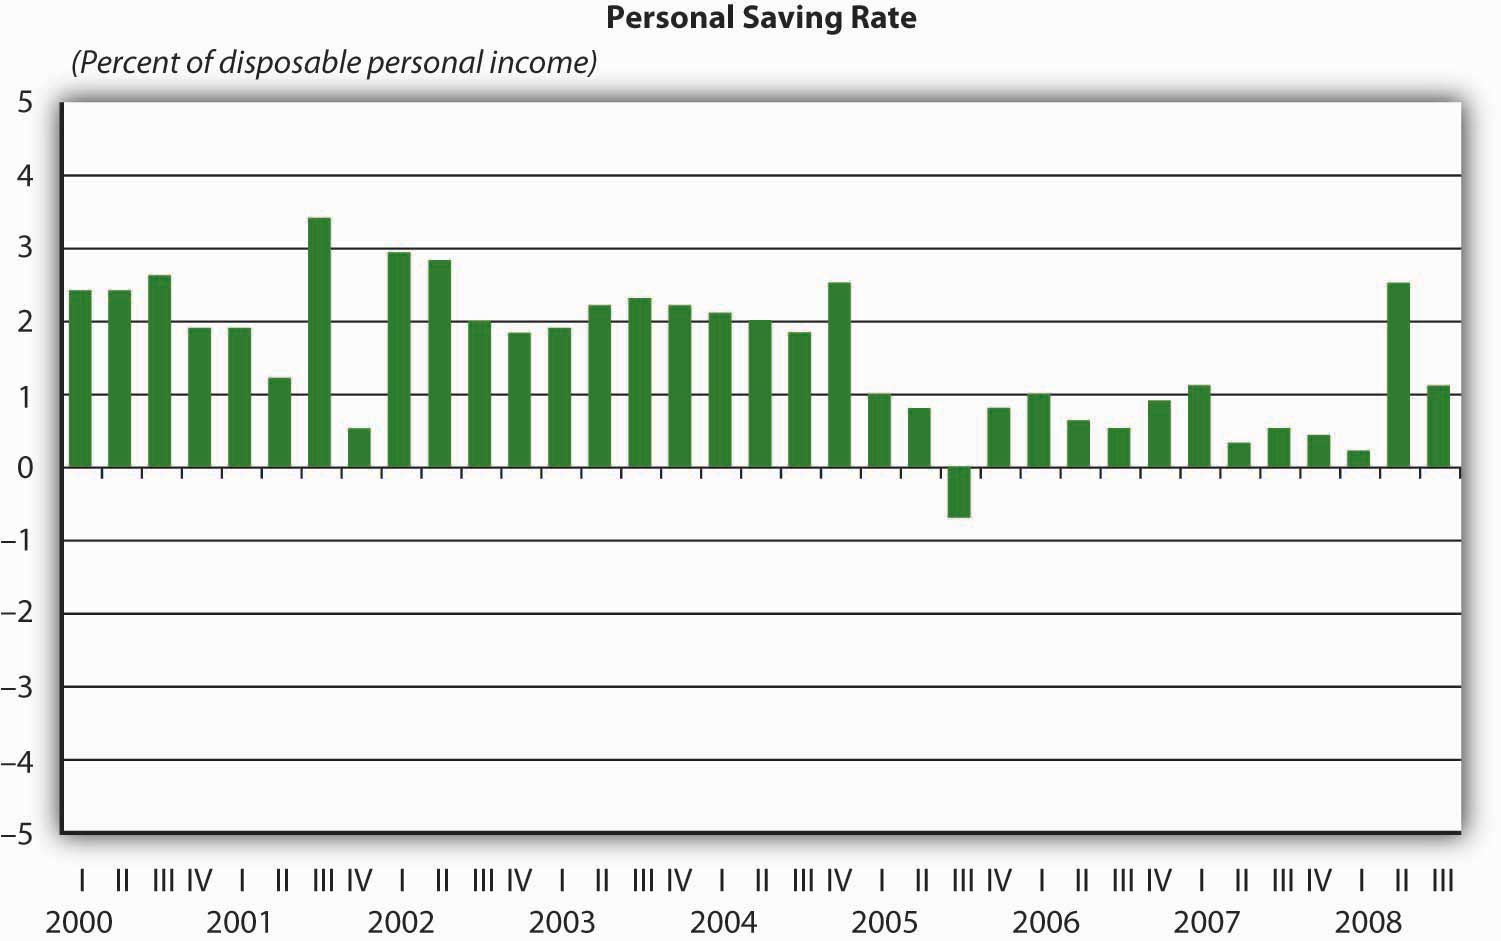 Personal Saving Rate
(Percent of disposable personal income)
5
4
3
2
1
0
–1
–2
–3
–4
–5
I II III IV I II III IV I II III IV I II III IV I II III IV I II III IV I II III IV I II III IV I II III
2000 2001 2002 2003 2004 2005 2006 2007 2008